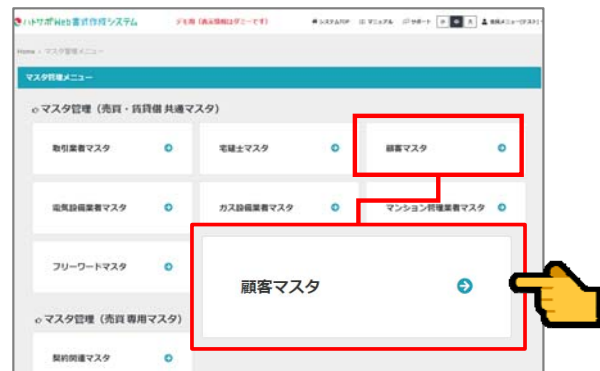 ハトサポWeb書式作成システム
デモ用（表示情報はダミーです）
システムTOP
マニュアル
サポート
小 中 大
Home > マスタ管理メニュー
マスタ管理メニュー
マスタ管理（売買・賃貸借 共通マスタ）
取引業者マスタ
宅建士マスタ
顧客マスタ
電気設備業者マスタ
ガス設備業者マスタ
マンション管理業者マスタ
フリーワードマスタ
顧客マスタ
マスタ管理（売買 専用マスタ）
契約関連マスタ